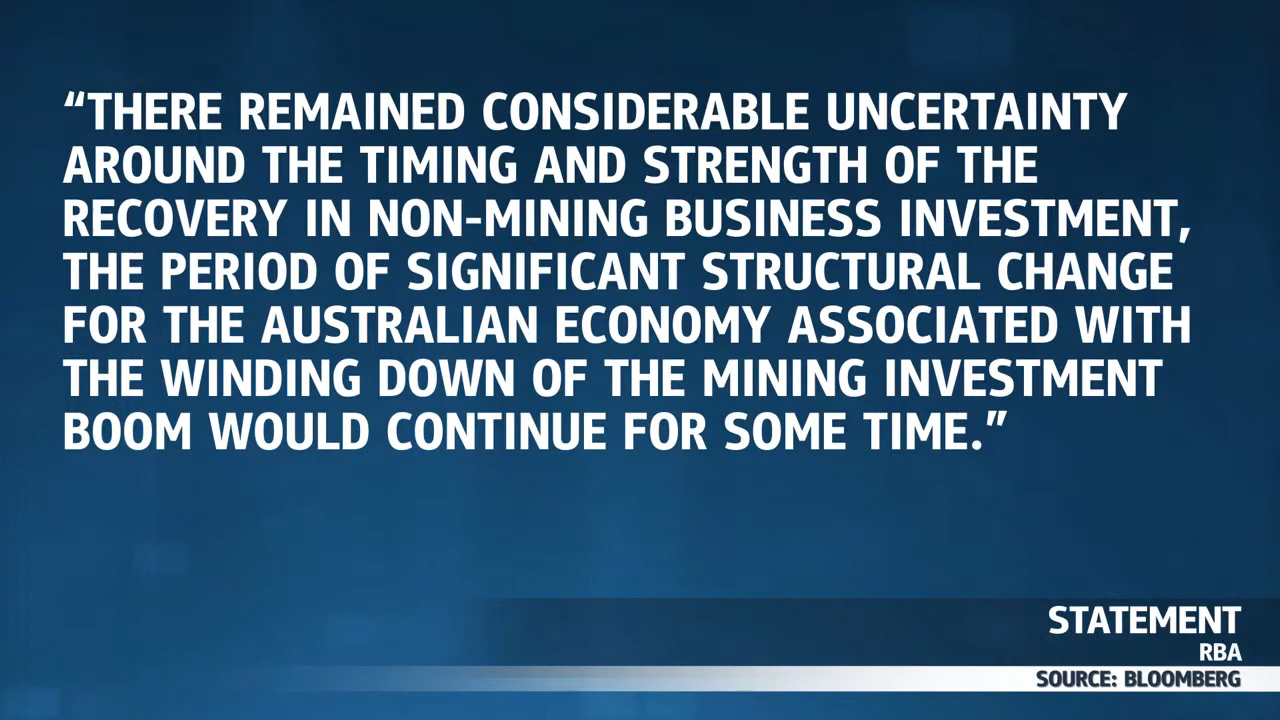 “THERE REMAINED CONSIDERABLE UNCERTAINTY
AROUND THE TIMING AND STRENGTH OF THE
RECOVERY IN NON-MINING BUSINESS INVESTMENT,
THE PERIOD OF SIGNIFICANT STRUCTURAL CHANGE
FOR THE AUSTRALIAN ECONOMY ASSOCIATED WITH
THE WINDING DOWN OF THE MINING INVESTMENT
BOOM WOULD CONTINUE FOR SOME TIME.”
STATEMENT
RBA
SOURCE: BLOOMBERG